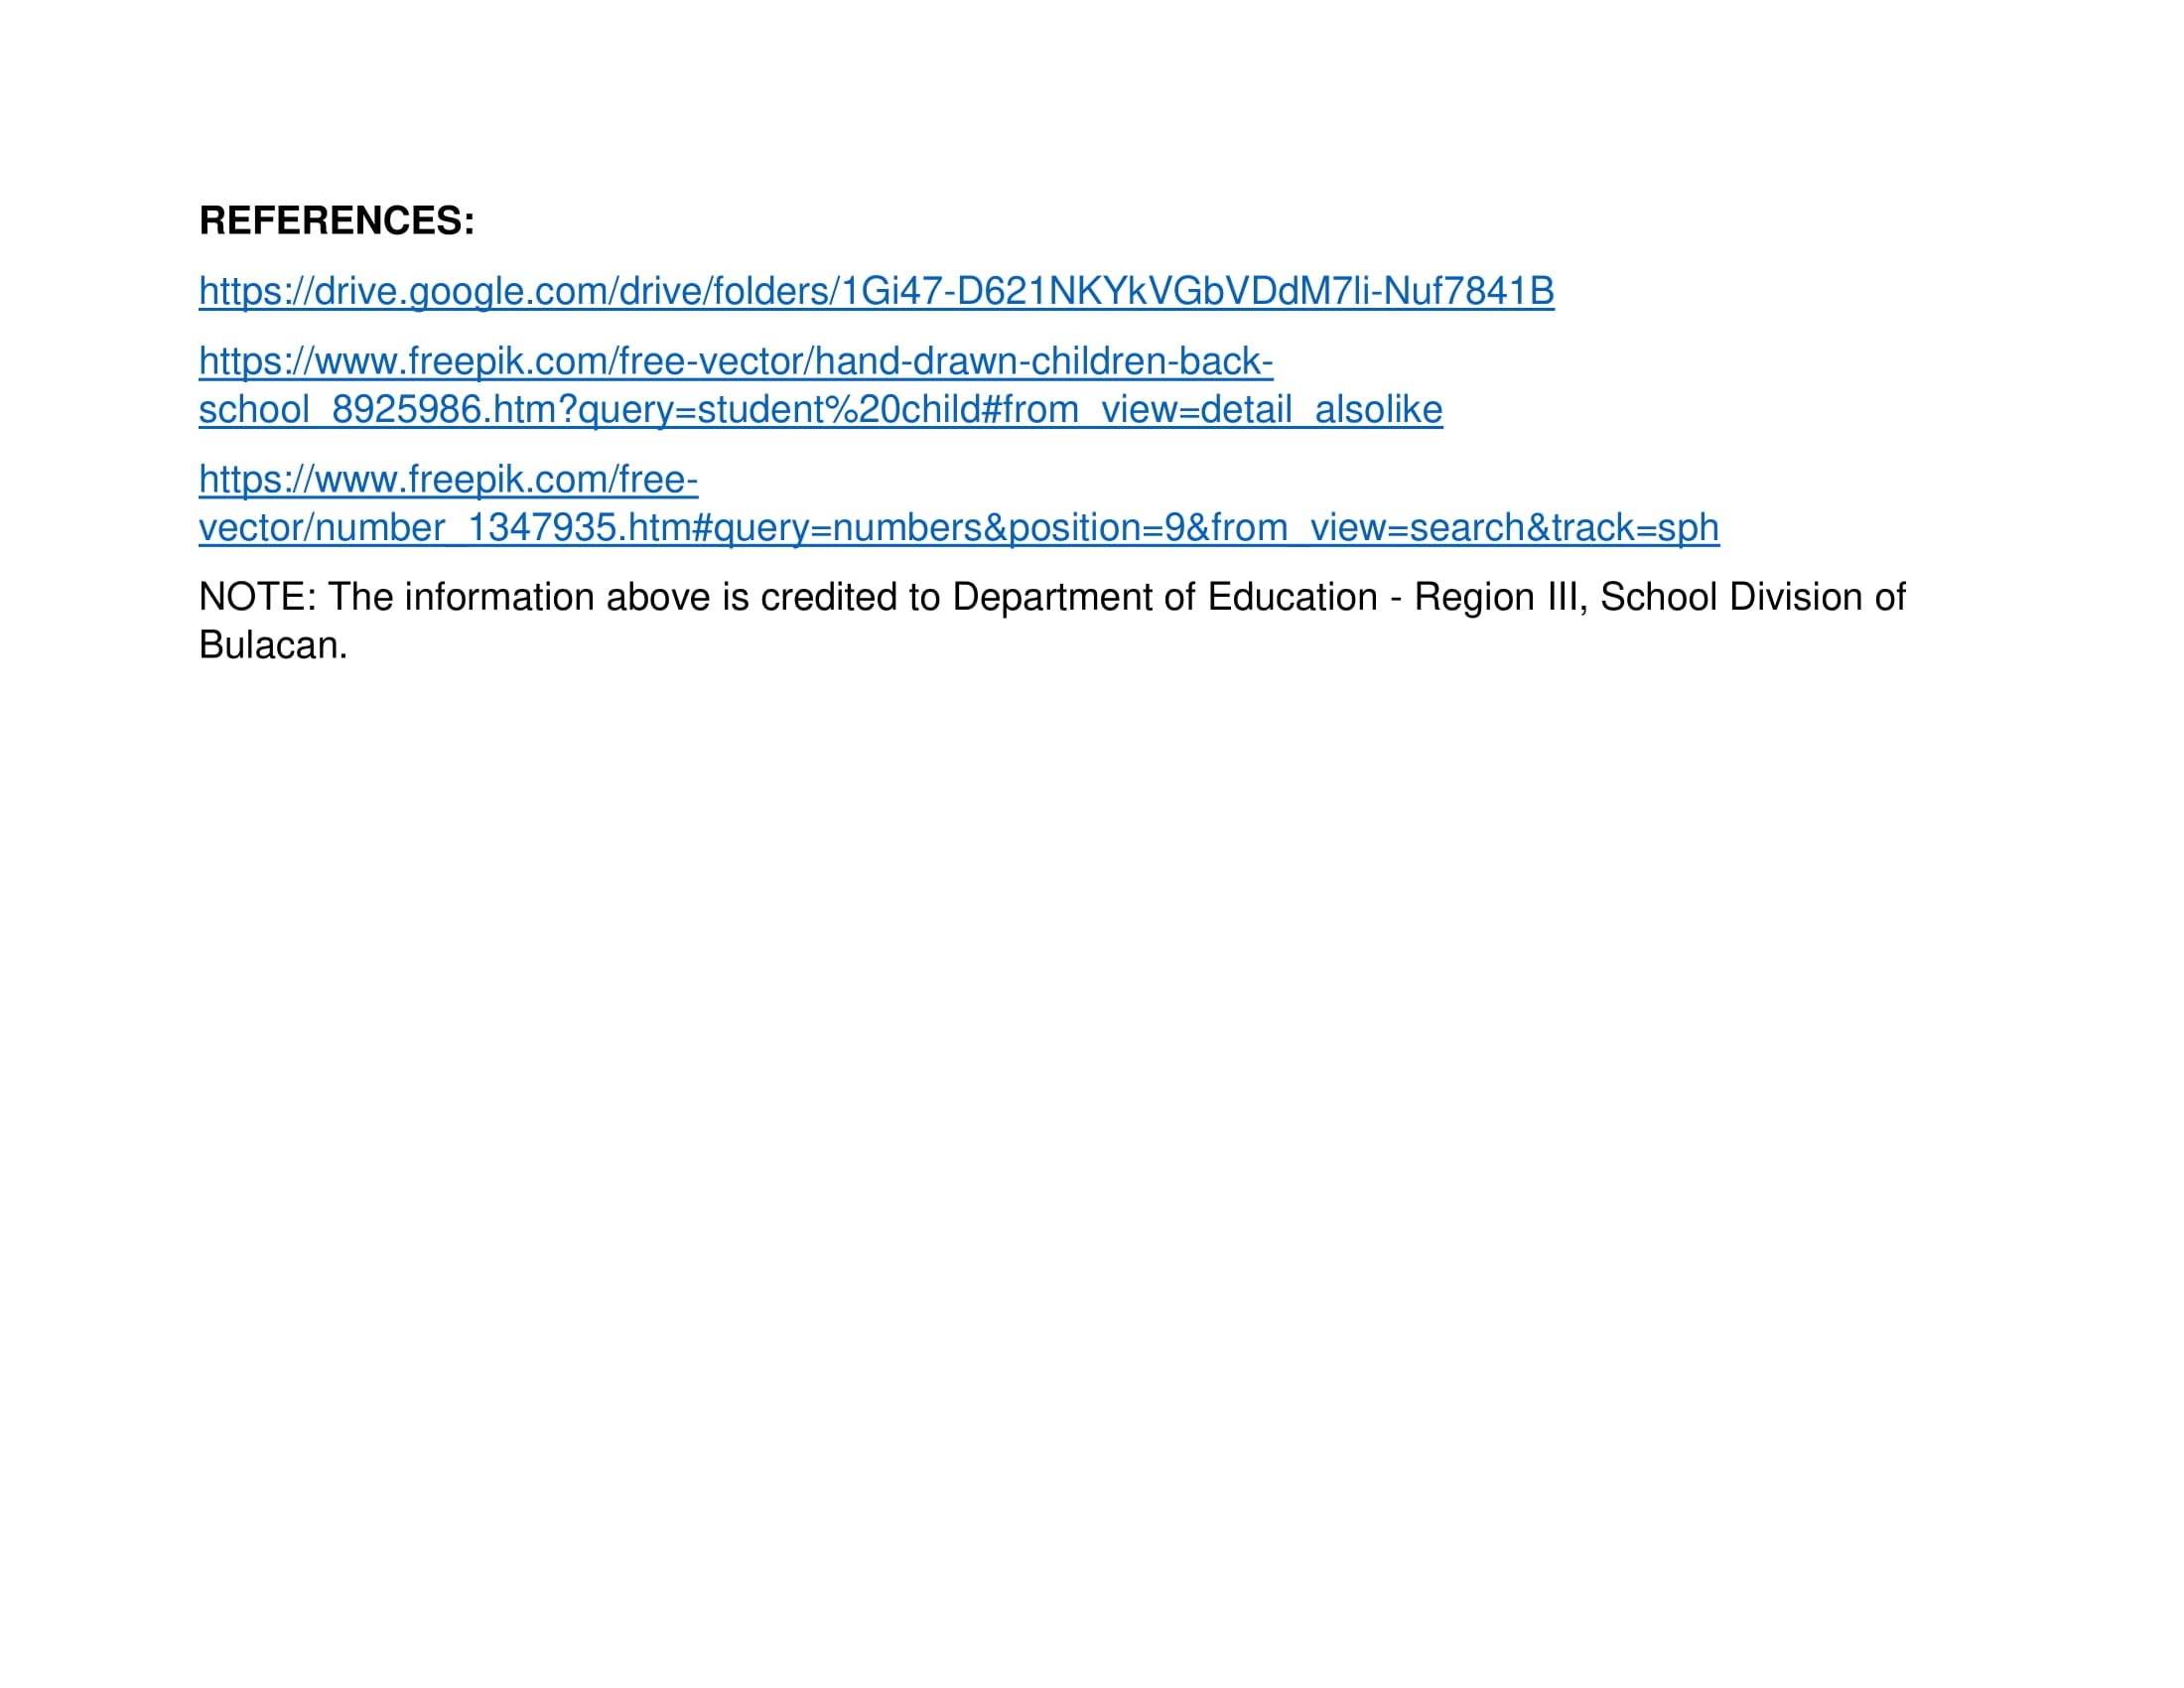 REFERENCES:
https://drive.google.com/drive/folders/1Gi47-D621NKYkVGbVDdM7li-Nuf7841B
https://www.freepik.com/free-vector/hand-drawn-children-back-
school_8925986.htm?query=student%20child#from_view=detail_alsolike
https://www.freepik.com/free-
vector/number_1347935.htm#query=numbers&position=9&from_view=search&track=sph
NOTE: The information above is credited to Department of Education - Region III, School Division of
Bulacan.